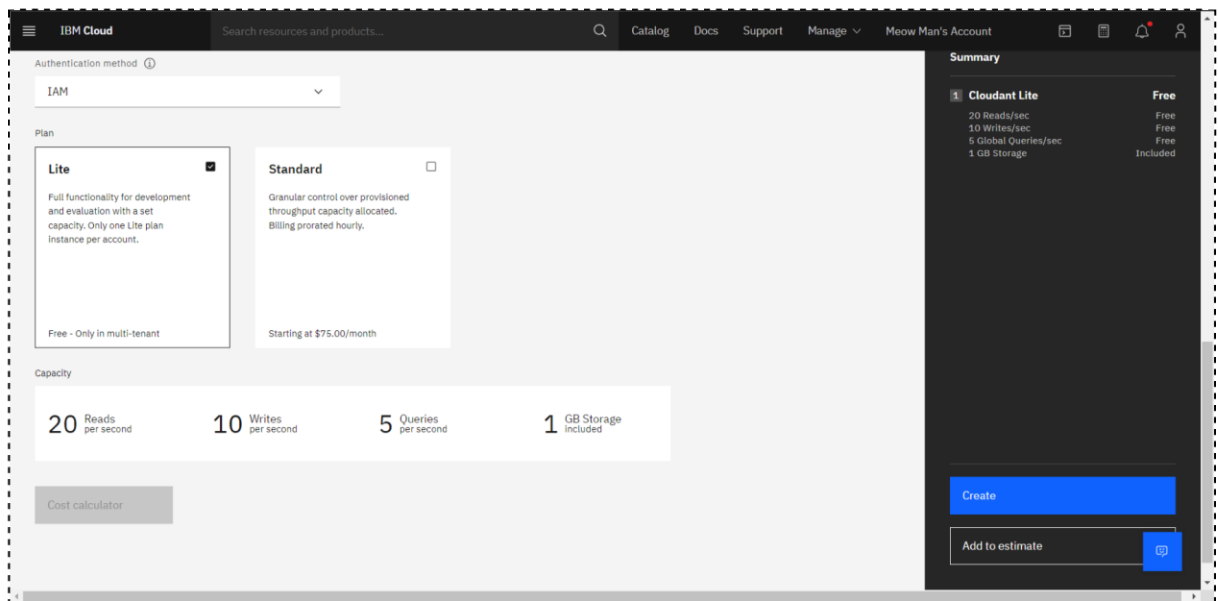 IBM Cloud
Search resources and products...
Catalog
Docs
Support
Manage
Meow Man's Account
Authentication method
IAM
Plan
Lite
Full functionality for development
and evaluation with a set
capacity. Only one Lite plan
instance per account.
Free - Only in multi-tenant
Standard
Granular control over provisioned
throughput capacity allocated.
Billing prorated hourly.
Starting at $75.00/month
Capacity
20 Reads
per second
10 Writes
per second
5 Queries
per second
1 GB Storage
included
Cost calculator
Summary
1 Cloudant Lite Free
20 Reads/sec Free
10 Writes/sec Free
5 Global Queries/sec Free
1 GB Storage Included
Create
Add to estimate